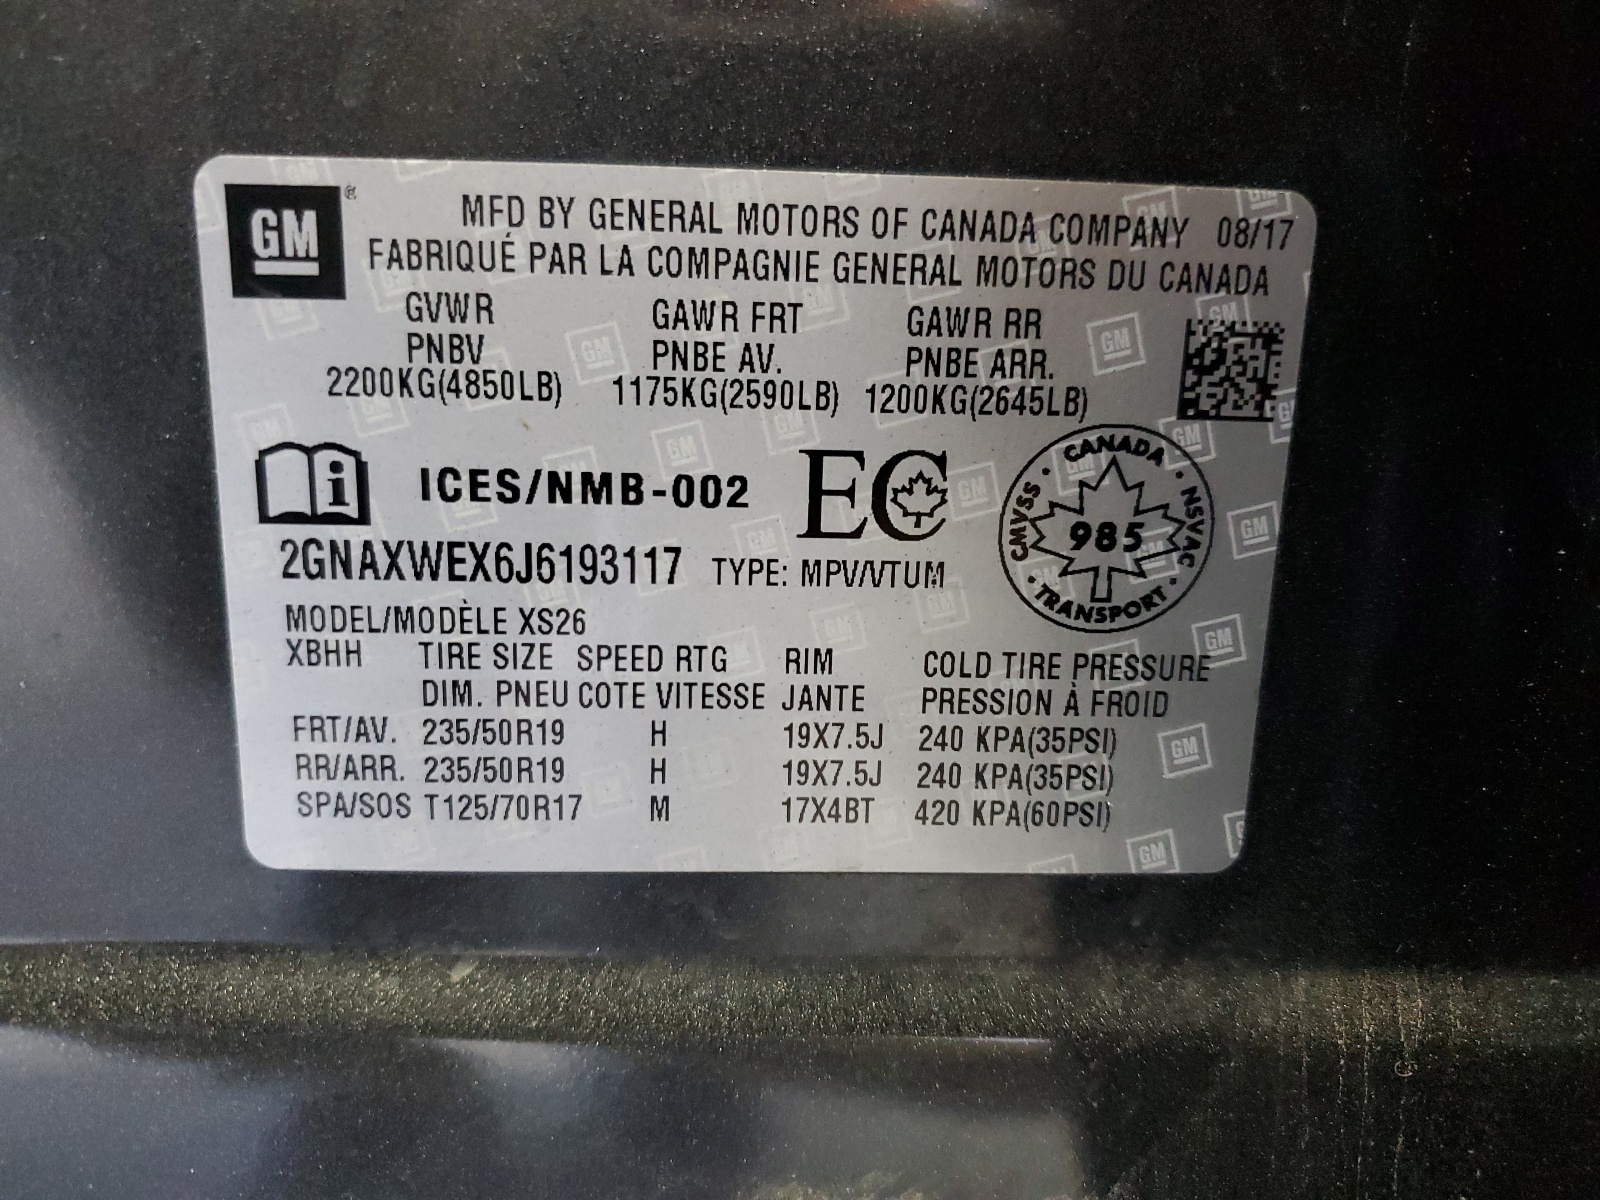 GM ®
MFD BY GENERAL MOTORS OF CANADA COMPANY 08/17
FABRIQUÉ PAR LA COMPAGNIE GENERAL MOTORS DU CANADA
GVWR GAWR FRT GAWR RR
PNBV PNBE AV. PNBE ARR.
2200KG(4850LB) 1175KG(2590LB) 1200KG(2645LB)
i ICES/NMB-002 EC
CANADA
CMVSS 985 NSVAC
TRANSPORT
2GNAXWEX6J6193117 TYPE: MPV/VTUM
MODEL/MODÈLE XS26
XBHH TIRE SIZE SPEED RTG RIM COLD TIRE PRESSURE
DIM. PNEU COTE VITESSE JANTE PRESSION À FROID
FRT/AV. 235/50R19 H 19X7.5J 240 KPA(35PSI)
RR/ARR. 235/50R19 H 19X7.5J 240 KPA(35PSI)
SPA/SOS T125/70R17 M 17X4BT 420 KPA(60PSI)